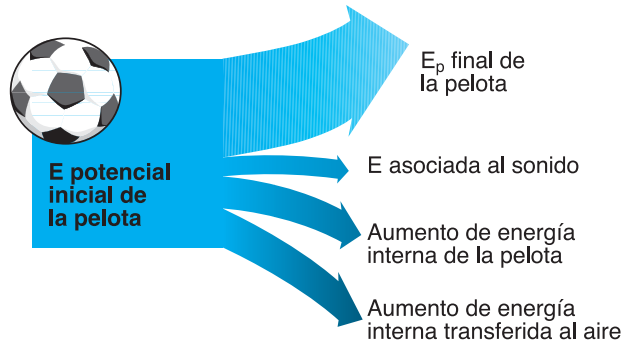 E potencial
inicial de
la pelota
Eₚ final de
la pelota
E asociada al sonido
Aumento de energía
interna de la pelota
Aumento de energía
interna transferida al aire